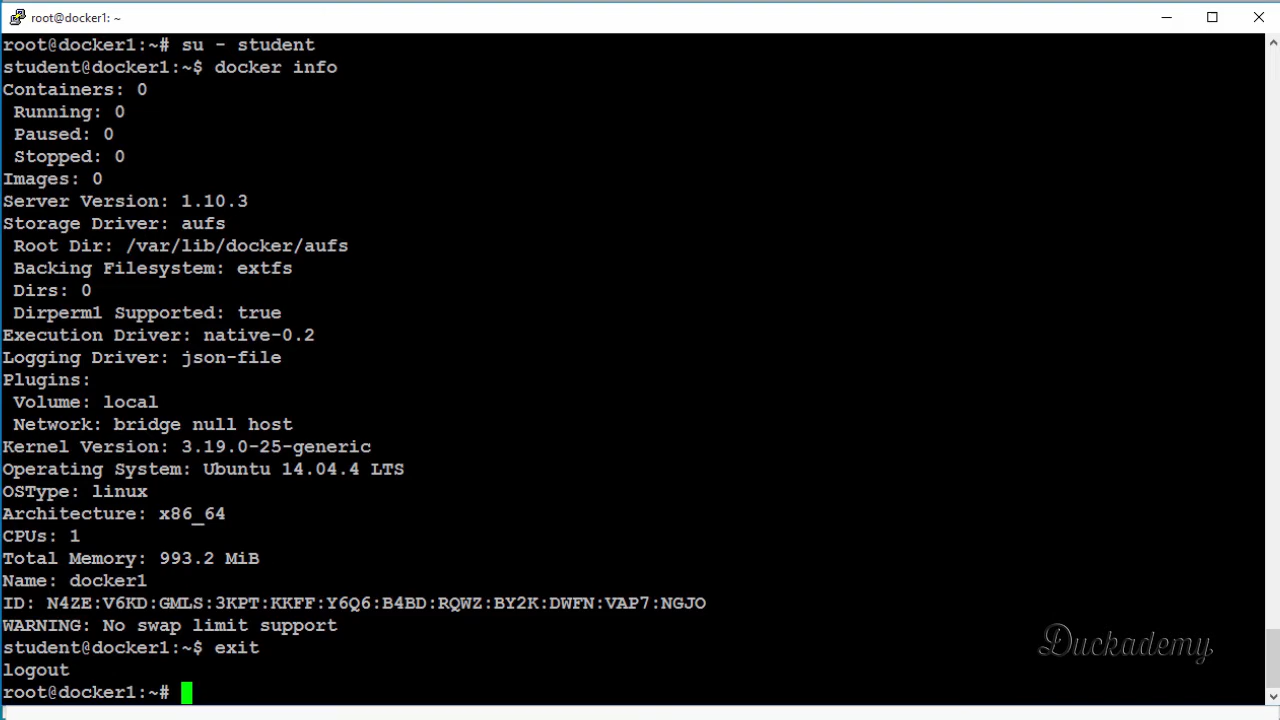 root@docker1: ~
root@docker1:~# su - student
student@docker1:~$ docker info
Containers: 0
 Running: 0
 Paused: 0
 Stopped: 0
Images: 0
Server Version: 1.10.3
Storage Driver: aufs
 Root Dir: /var/lib/docker/aufs
 Backing Filesystem: extfs
 Dirs: 0
 Dirperm1 Supported: true
Execution Driver: native-0.2
Logging Driver: json-file
Plugins:
 Volume: local
 Network: bridge null host
Kernel Version: 3.19.0-25-generic
Operating System: Ubuntu 14.04.4 LTS
OSType: linux
Architecture: x86_64
CPUs: 1
Total Memory: 993.2 MiB
Name: docker1
ID: N4ZE:V6KD:GMLS:3KPT:KKFF:Y6Q6:B4BD:RQWZ:BY2K:DWFN:VAP7:NGJO
WARNING: No swap limit support
student@docker1:~$ exit
logout
root@docker1:~#
Duckademy